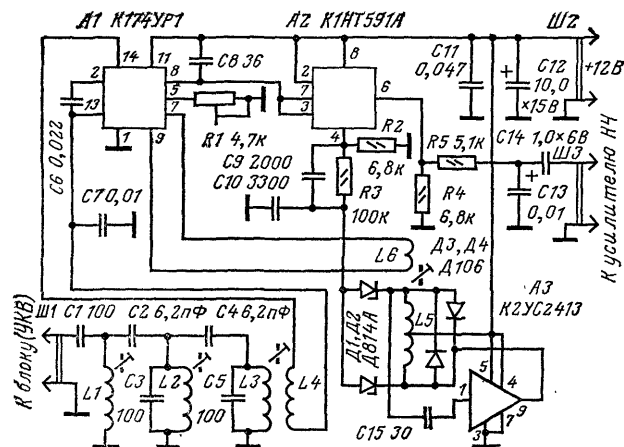 А1 К174УР1
А2 К1НТ591А
Ш2
14
11
2
8
5
13
7
1
9
С8 36
2
7
3
8
6
4
С11
0,047
+
С12
10,0
×15В
+12В
С6 0,022
R1 4,7к
С9 2000
С10 3300
R2
6,8к
R3
100к
R5 5,1к
R4
6,8к
С14 1,0×6В
Ш3
+
С13
0,01
К усилителю НЧ
С7 0,01
L6
Д3, Д4
Д106
А3
К2УС2413
Д1, Д2
Д814А
L5
К блоку (УКВ)
Ш1
С1 100
С2 6,2пФ
С4 6,2пФ
L1
С3
100
L2
С5
100
L3
L4
С15 30
1
5
4
3
7
9